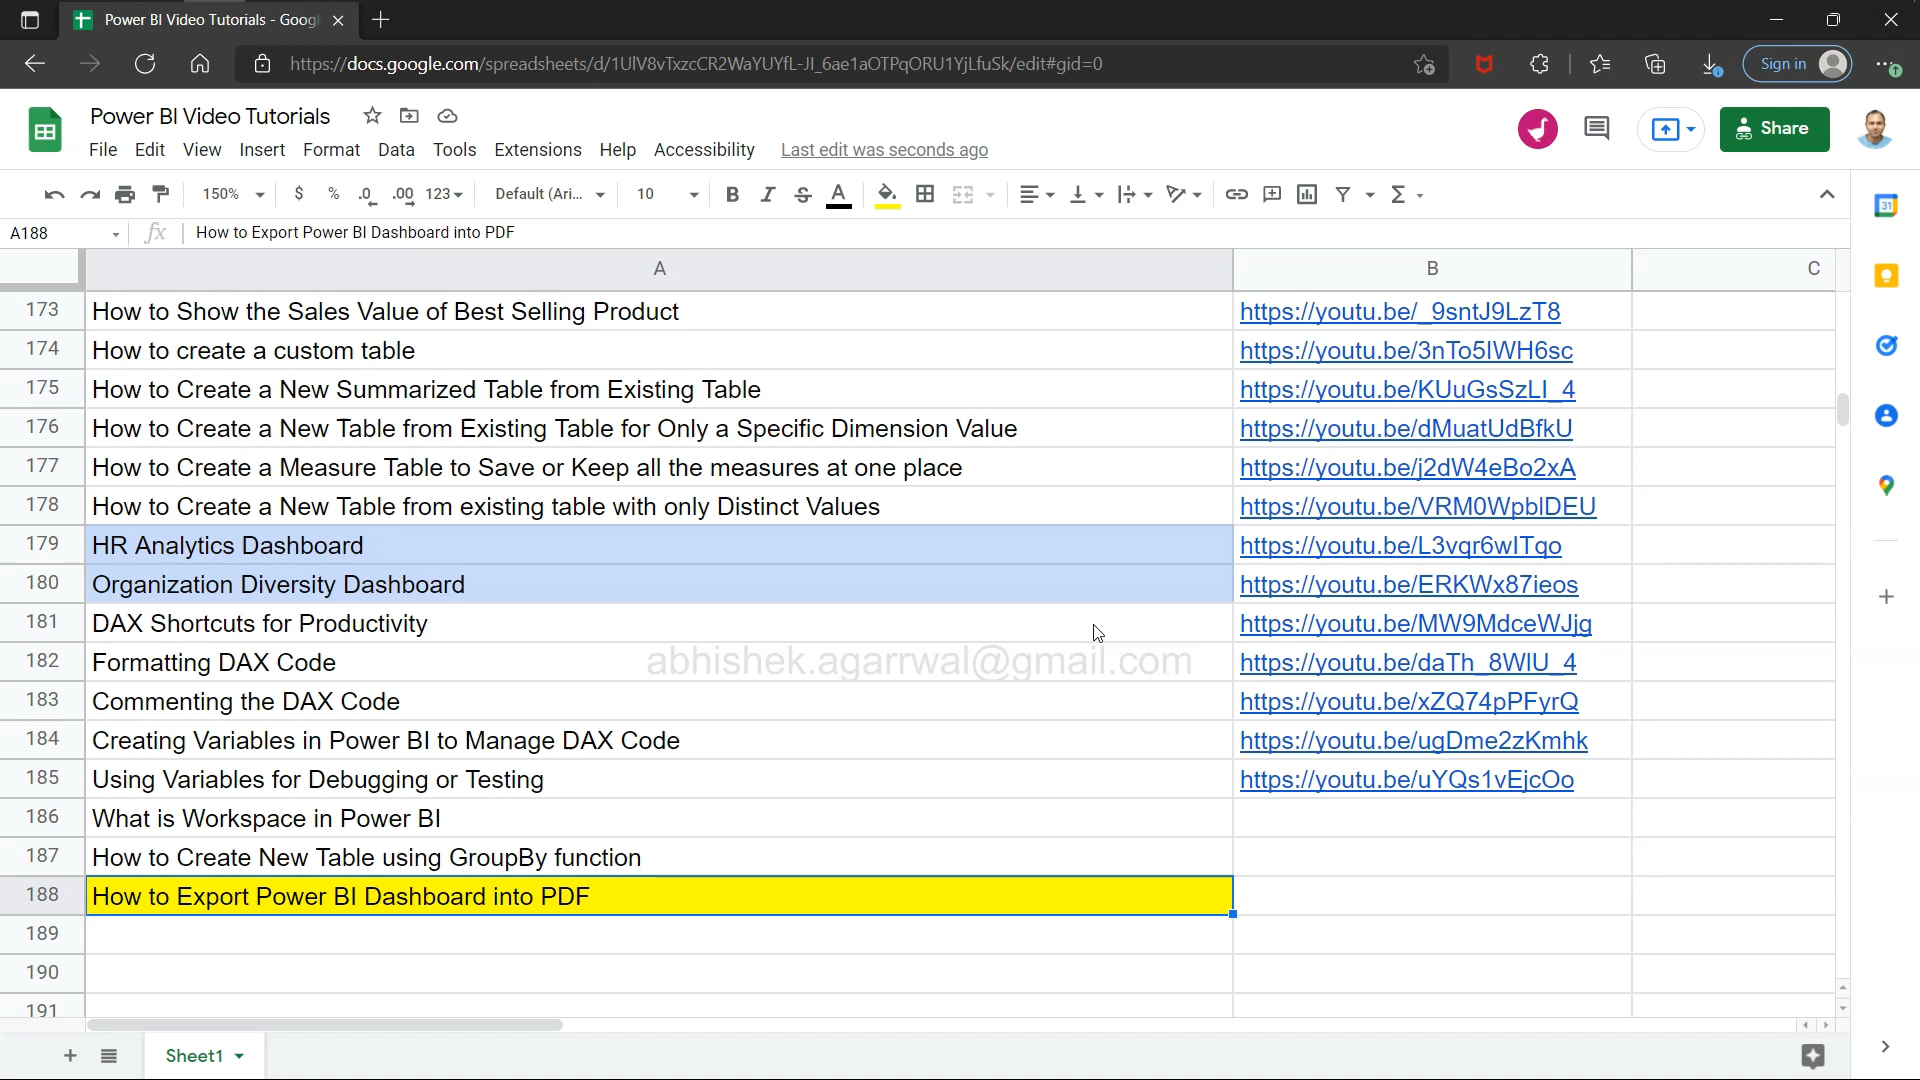 Power BI Video Tutorials - Googl
https://docs.google.com/spreadsheets/d/1UlV8vTxzcCR2WaYUYfL-Jl_6ae1aOTPqORU1YjLfuSk/edit#gid=0
Sign in
Power BI Video Tutorials
File Edit View Insert Format Data Tools Extensions Help Accessibility Last edit was seconds ago
Share
150% $ % .0 .00 123 Default (Ari... 10 B I S A Σ
A188 fx How to Export Power BI Dashboard into PDF
A B C
173 How to Show the Sales Value of Best Selling Product https://youtu.be/_9sntJ9LzT8
174 How to create a custom table https://youtu.be/3nTo5IWH6sc
175 How to Create a New Summarized Table from Existing Table https://youtu.be/KUuGsSzLI_4
176 How to Create a New Table from Existing Table for Only a Specific Dimension Value https://youtu.be/dMuatUdBfkU
177 How to Create a Measure Table to Save or Keep all the measures at one place https://youtu.be/j2dW4eBo2xA
178 How to Create a New Table from existing table with only Distinct Values https://youtu.be/VRM0WpblDEU
179 HR Analytics Dashboard https://youtu.be/L3vqr6wITqo
180 Organization Diversity Dashboard https://youtu.be/ERKWx87ieos
181 DAX Shortcuts for Productivity https://youtu.be/MW9MdceWJjg
182 Formatting DAX Code https://youtu.be/daTh_8WIU_4
abhishek.agarrwal@gmail.com
183 Commenting the DAX Code https://youtu.be/xZQ74pPFyrQ
184 Creating Variables in Power BI to Manage DAX Code https://youtu.be/ugDme2zKmhk
185 Using Variables for Debugging or Testing https://youtu.be/uYQs1vEjcOo
186 What is Workspace in Power BI
187 How to Create New Table using GroupBy function
188 How to Export Power BI Dashboard into PDF
189
190
191
Sheet1